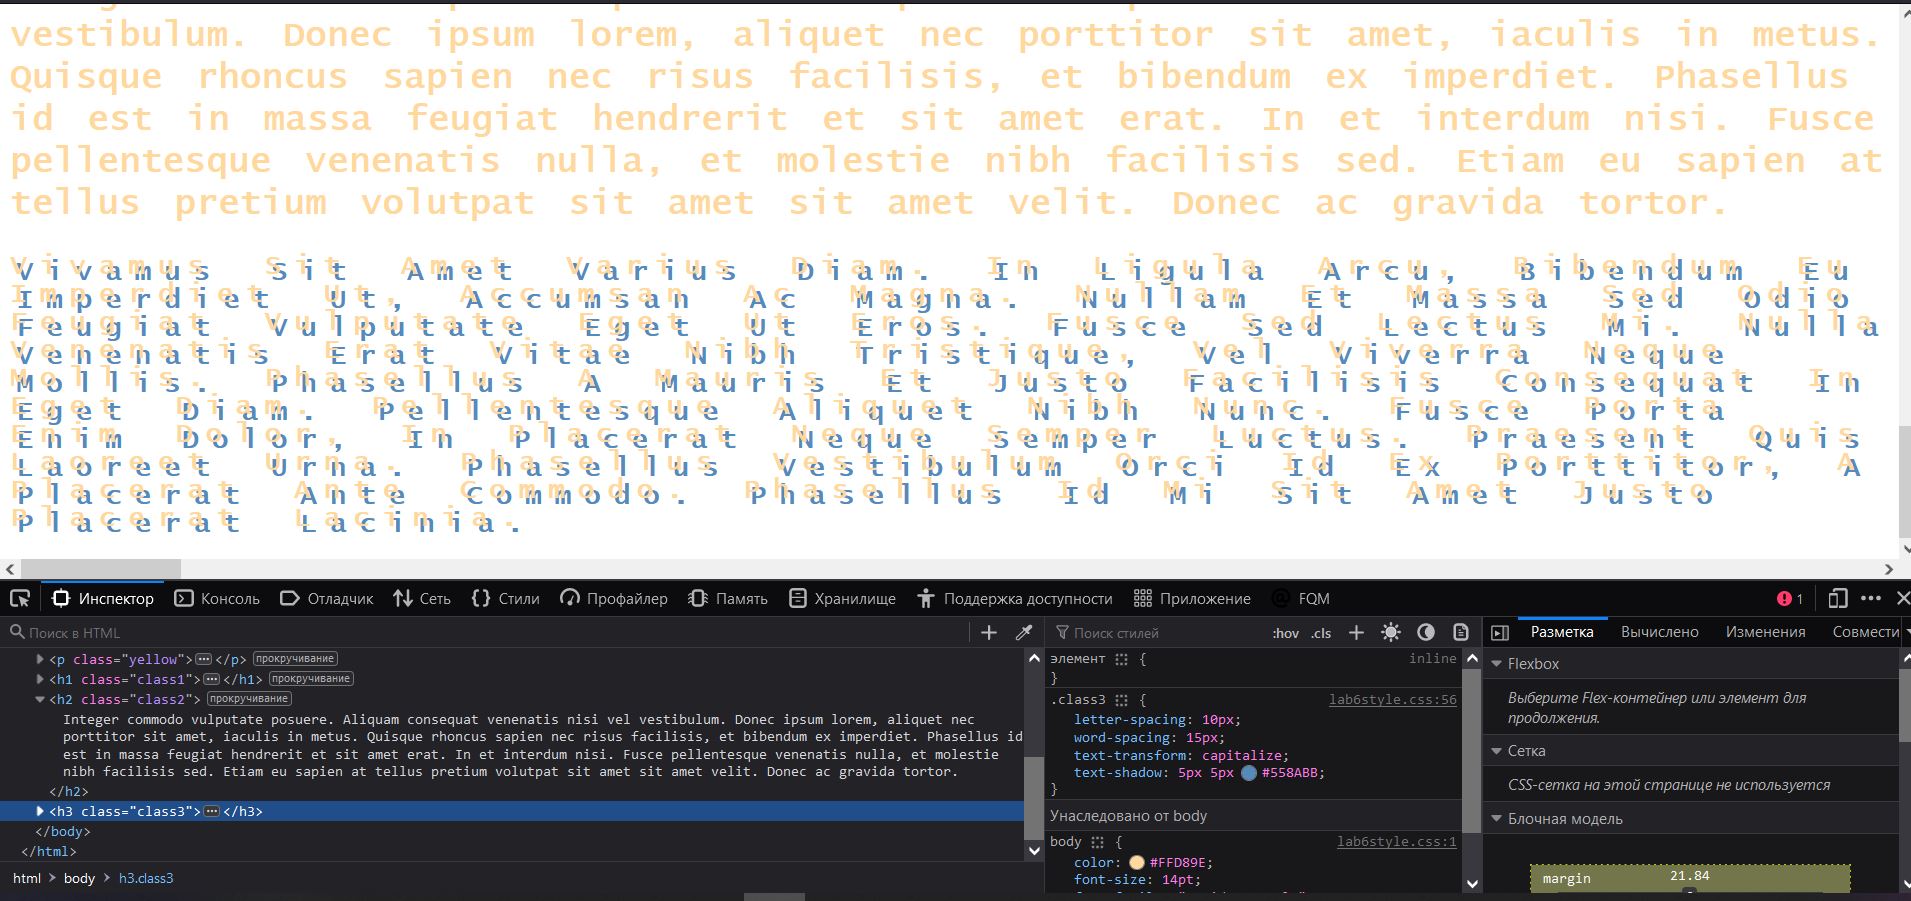 vestibulum. Donec ipsum lorem, aliquet nec porttitor sit amet, iaculis in metus.
Quisque rhoncus sapien nec risus facilisis, et bibendum ex imperdiet. Phasellus
id est in massa feugiat hendrerit et sit amet erat. In et interdum nisi. Fusce
pellentesque venenatis nulla, et molestie nibh facilisis sed. Etiam eu sapien at
tellus pretium volutpat sit amet sit amet velit. Donec ac gravida tortor.
Vivamus Sit Amet Varius Diam. In Ligula Arcu, Bibendum Eu
Imperdiet Ut, Accumsan Ac Magna. Nullam Et Massa Sed Odio
Feugiat Vulputate Eget Ut Eros. Fusce Sed Lectus Mi. Nulla
Venenatis Erat Vitae Nibh Tristique, Vel Viverra Neque
Mollis. Phasellus A Mauris Et Justo Facilisis Consequat In
Eget Diam. Pellentesque Aliquet Nibh Nunc. Fusce Porta
Enim Dolor, In Placerat Neque Semper Luctus. Praesent Quis
Laoreet Urna. Phasellus Vestibulum Orci Id Ex Porttitor, A
Placerat Ante Commodo. Phasellus Id Mi Sit Amet Justo
Placerat Lacinia.
Инспектор Консоль Отладчик Сеть {} Стили Профайлер Память Хранилище Поддержка доступности Приложение FQM 1
Поиск в HTML
<p class="yellow">···</p> прокручивание
<h1 class="class1">···</h1> прокручивание
<h2 class="class2"> прокручивание
Integer commodo vulputate posuere. Aliquam consequat venenatis nisi vel vestibulum. Donec ipsum lorem, aliquet nec
porttitor sit amet, iaculis in metus. Quisque rhoncus sapien nec risus facilisis, et bibendum ex imperdiet. Phasellus id
est in massa feugiat hendrerit et sit amet erat. In et interdum nisi. Fusce pellentesque venenatis nulla, et molestie
nibh facilisis sed. Etiam eu sapien at tellus pretium volutpat sit amet sit amet velit. Donec ac gravida tortor.
</h2>
<h3 class="class3">···</h3>
</body>
</html>
html > body > h3.class3
Поиск стилей :hov .cls +
элемент { inline
}
.class3 { lab6style.css:56
letter-spacing: 10px;
word-spacing: 15px;
text-transform: capitalize;
text-shadow: 5px 5px #558ABB;
}
Унаследовано от body
body { lab6style.css:1
color: #FFD89E;
font-size: 14pt;
Разметка Вычислено Изменения Совмести
Flexbox
Выберите Flex-контейнер или элемент для
продолжения.
Сетка
CSS-сетка на этой странице не используется
Блочная модель
margin 21.84